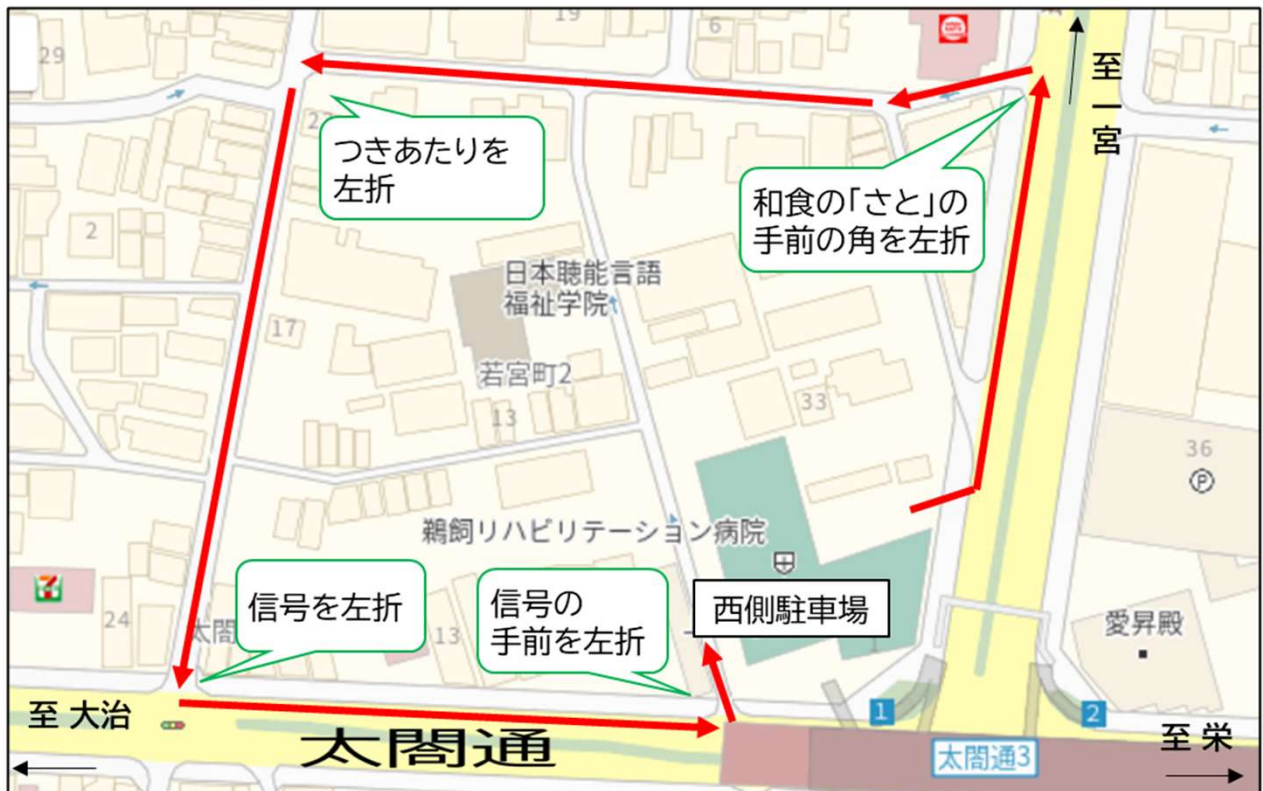 29
19
6
至一宮
つきあたりを
左折
和食の「さと」の
手前の角を左折
2
日本聴能言語
福祉学院
17
若宮町2
13
33
36
P
鵜飼リハビリテーション病院
信号を左折
信号の
手前を左折
西側駐車場
24
太閤
13
1
愛昇殿
至 大治
太閤通
1
2
太閤通3
至 栄